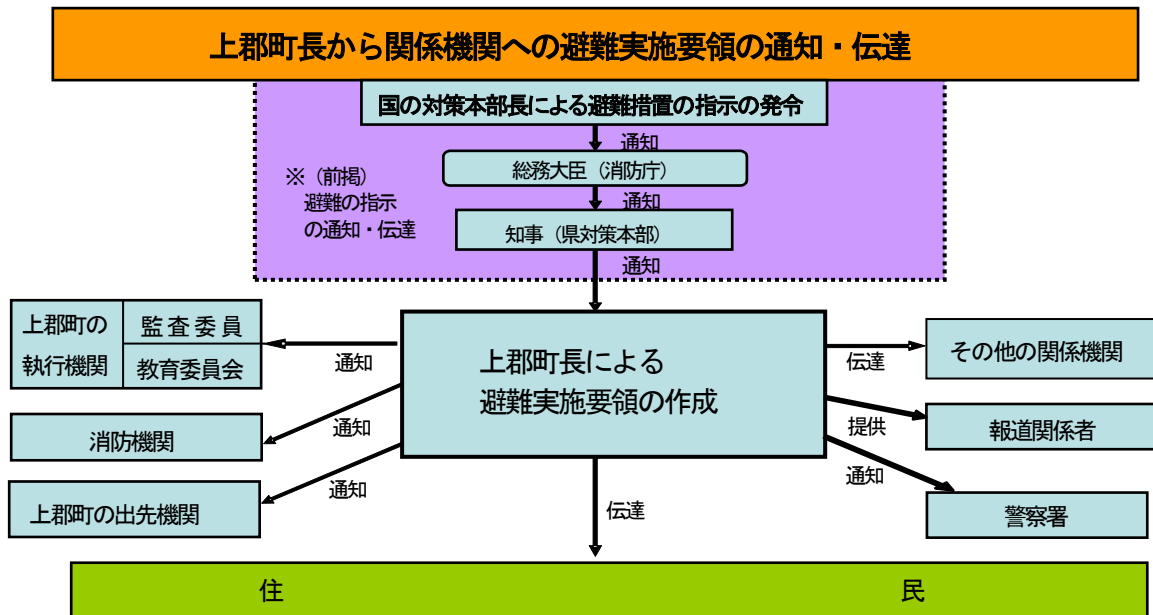 上郡町長から関係機関への避難実施要領の通知・伝達
国の対策本部長による避難措置の指示の発令
通知
総務大臣（消防庁）
※（前掲）
避難の指示
の通知・伝達
通知
知事（県対策本部）
通知
上郡町の
執行機関
監査委員
教育委員会
通知
上郡町長による
避難実施要領の作成
伝達
その他の関係機関
消防機関
通知
提供
報道関係者
上郡町の出先機関
通知
通知
警察署
伝達
住 民